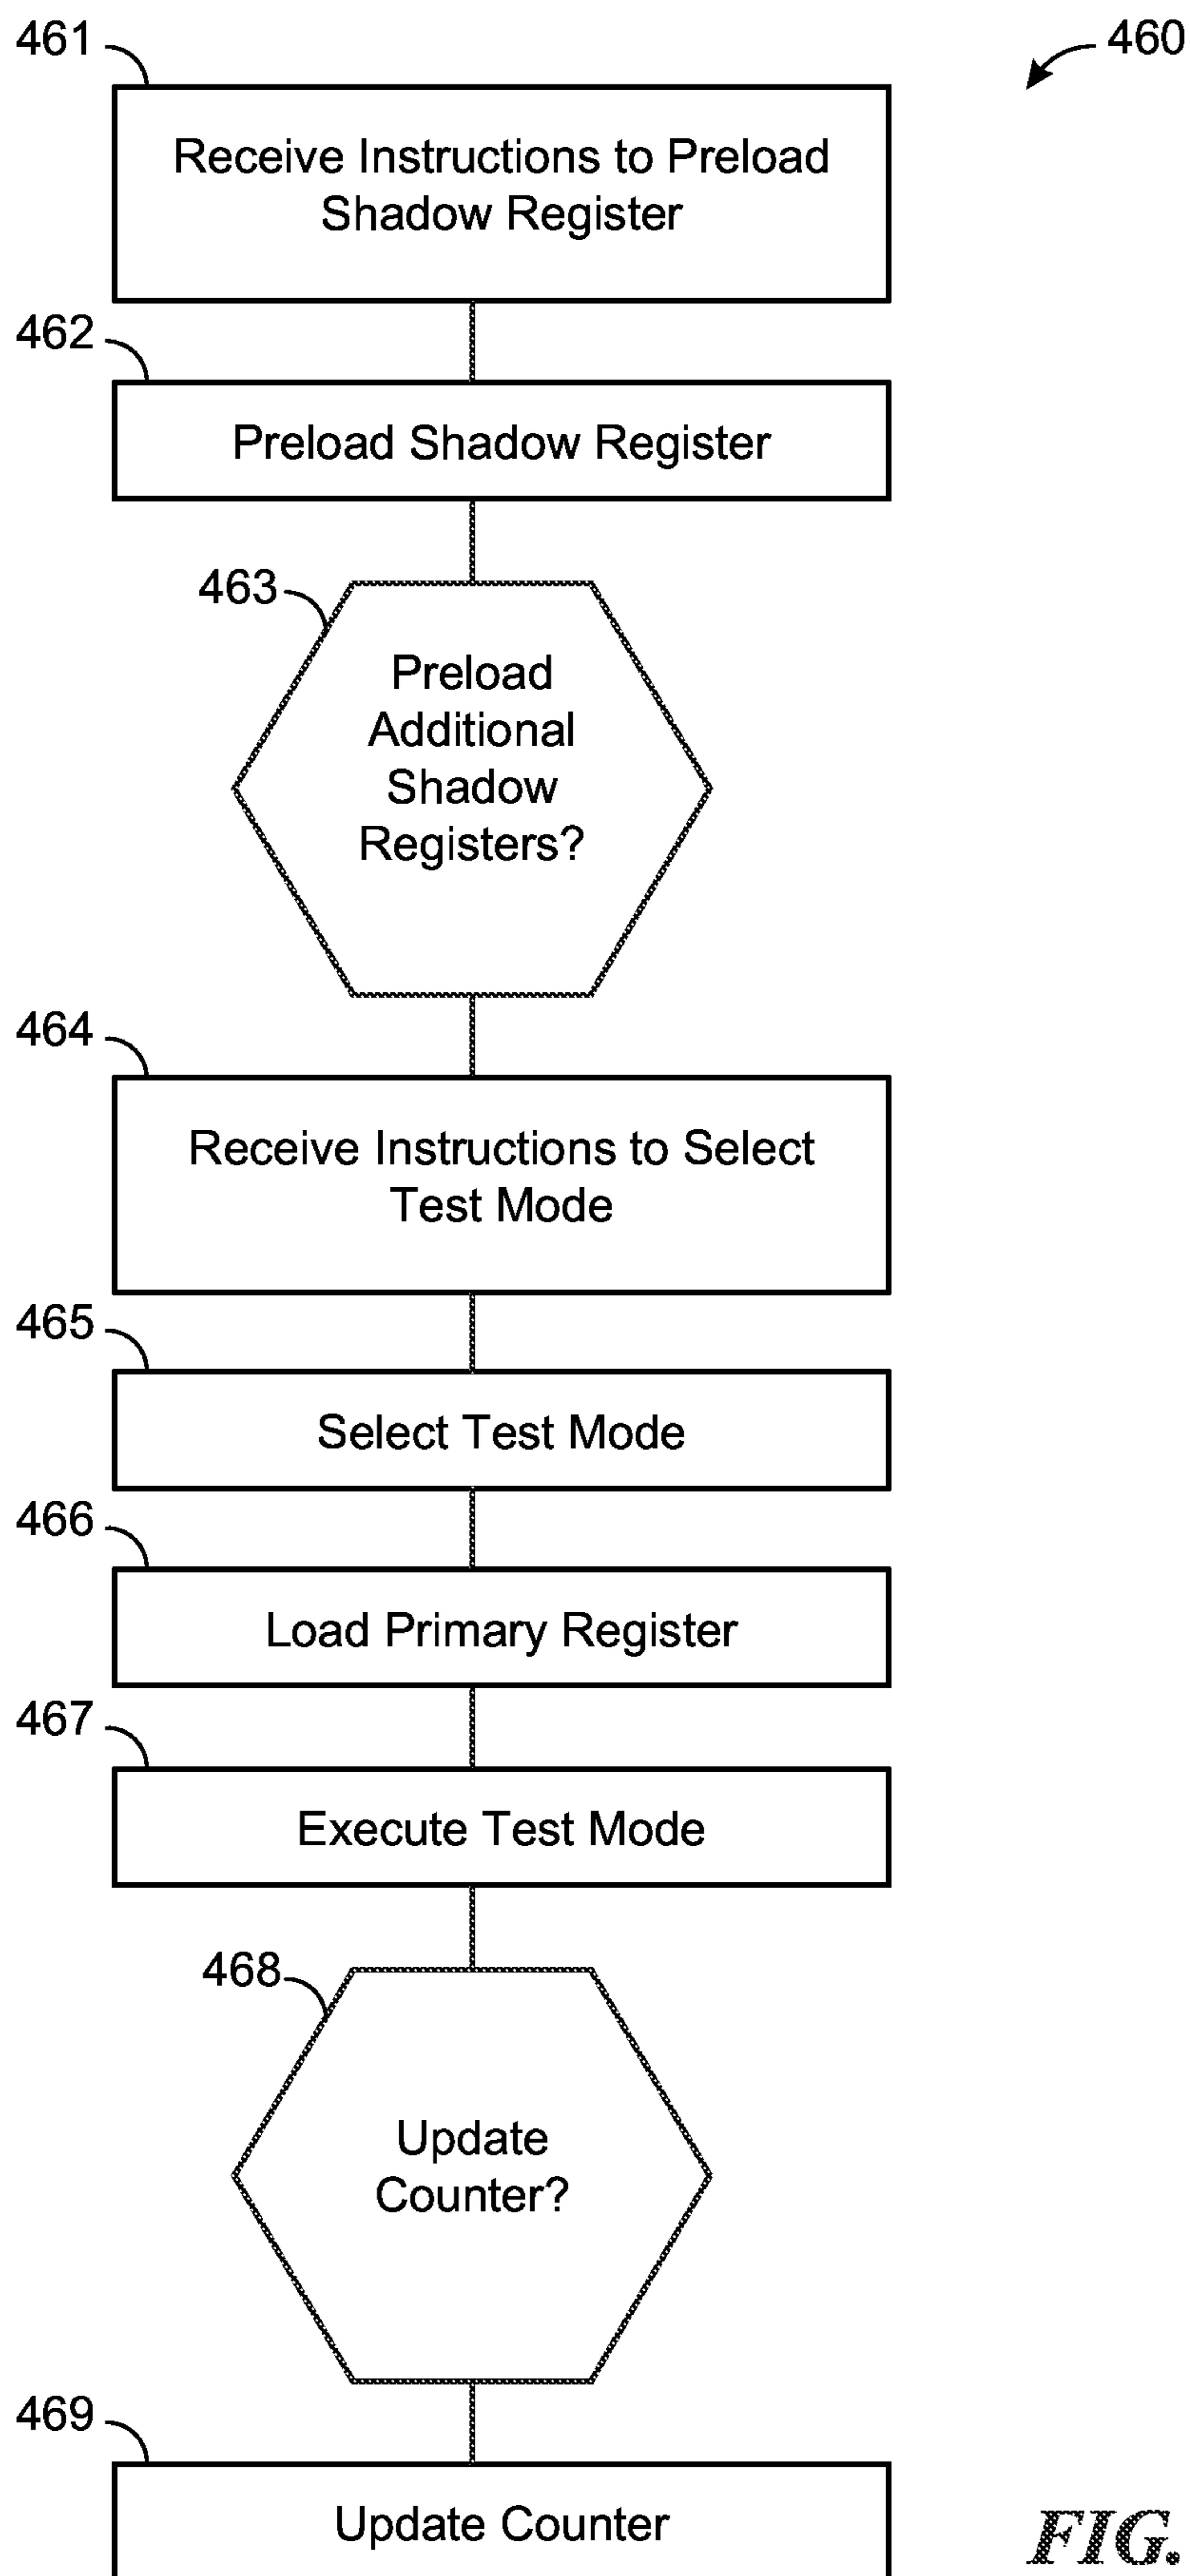 461
460
Receive Instructions to Preload
Shadow Register
462
Preload Shadow Register
463
Preload
Additional
Shadow
Registers?
464
Receive Instructions to Select
Test Mode
465
Select Test Mode
466
Load Primary Register
467
Execute Test Mode
468
Update
Counter?
469
Update Counter
FIG.